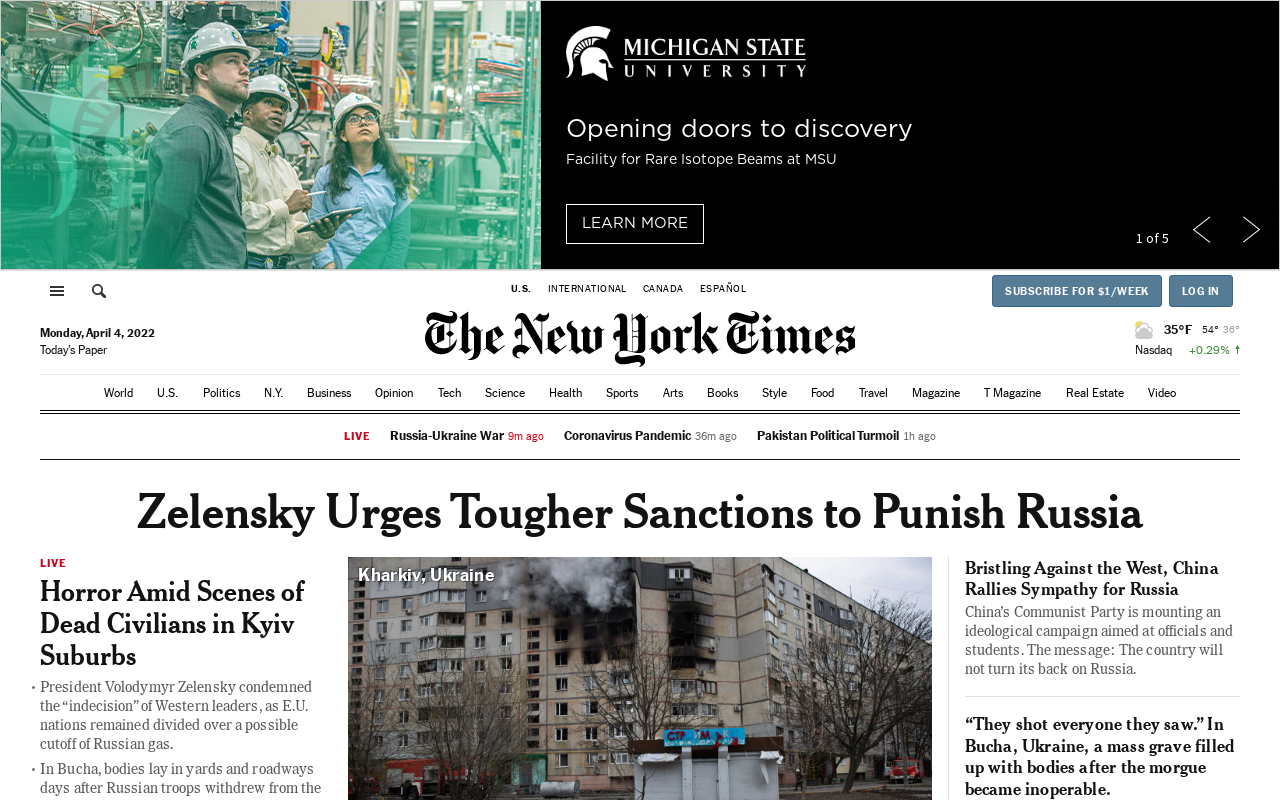 MICHIGAN STATE
UNIVERSITY
Opening doors to discovery
Facility for Rare Isotope Beams at MSU
LEARN MORE
1 of 5
U.S. INTERNATIONAL CANADA ESPAÑOL
SUBSCRIBE FOR $1/WEEK LOG IN
Monday, April 4, 2022
Today's Paper
The New York Times
35°F 54° 36°
Nasdaq +0.29%
World U.S. Politics N.Y. Business Opinion Tech Science Health Sports Arts Books Style Food Travel Magazine T Magazine Real Estate Video
LIVE Russia-Ukraine War 9m ago Coronavirus Pandemic 36m ago Pakistan Political Turmoil 1h ago
Zelensky Urges Tougher Sanctions to Punish Russia
LIVE
Horror Amid Scenes of
Dead Civilians in Kyiv
Suburbs
• President Volodymyr Zelensky condemned
the “indecision” of Western leaders, as E.U.
nations remained divided over a possible
cutoff of Russian gas.
• In Bucha, bodies lay in yards and roadways
days after Russian troops withdrew from the
Kharkiv, Ukraine
Bristling Against the West, China
Rallies Sympathy for Russia
China’s Communist Party is mounting an
ideological campaign aimed at officials and
students. The message: The country will
not turn its back on Russia.
“They shot everyone they saw.” In
Bucha, Ukraine, a mass grave filled
up with bodies after the morgue
became inoperable.